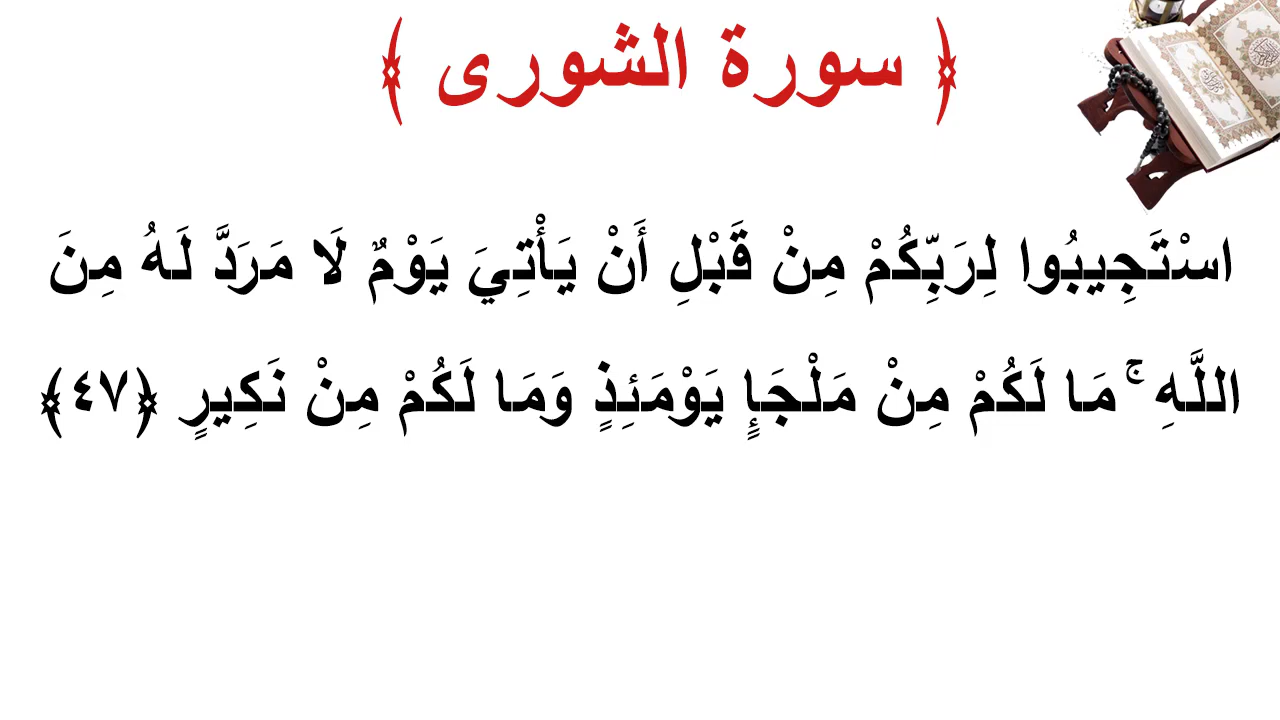 ﴿ سورة الشورى ﴾
اسْتَجِيبُوا لِرَبِّكُمْ مِنْ قَبْلِ أَنْ يَأْتِيَ يَوْمٌ لَا مَرَدَّ لَهُ مِنَ
اللَّهِ ۚ مَا لَكُمْ مِنْ مَلْجَإٍ يَوْمَئِذٍ وَمَا لَكُمْ مِنْ نَكِيرٍ ﴿٤٧﴾